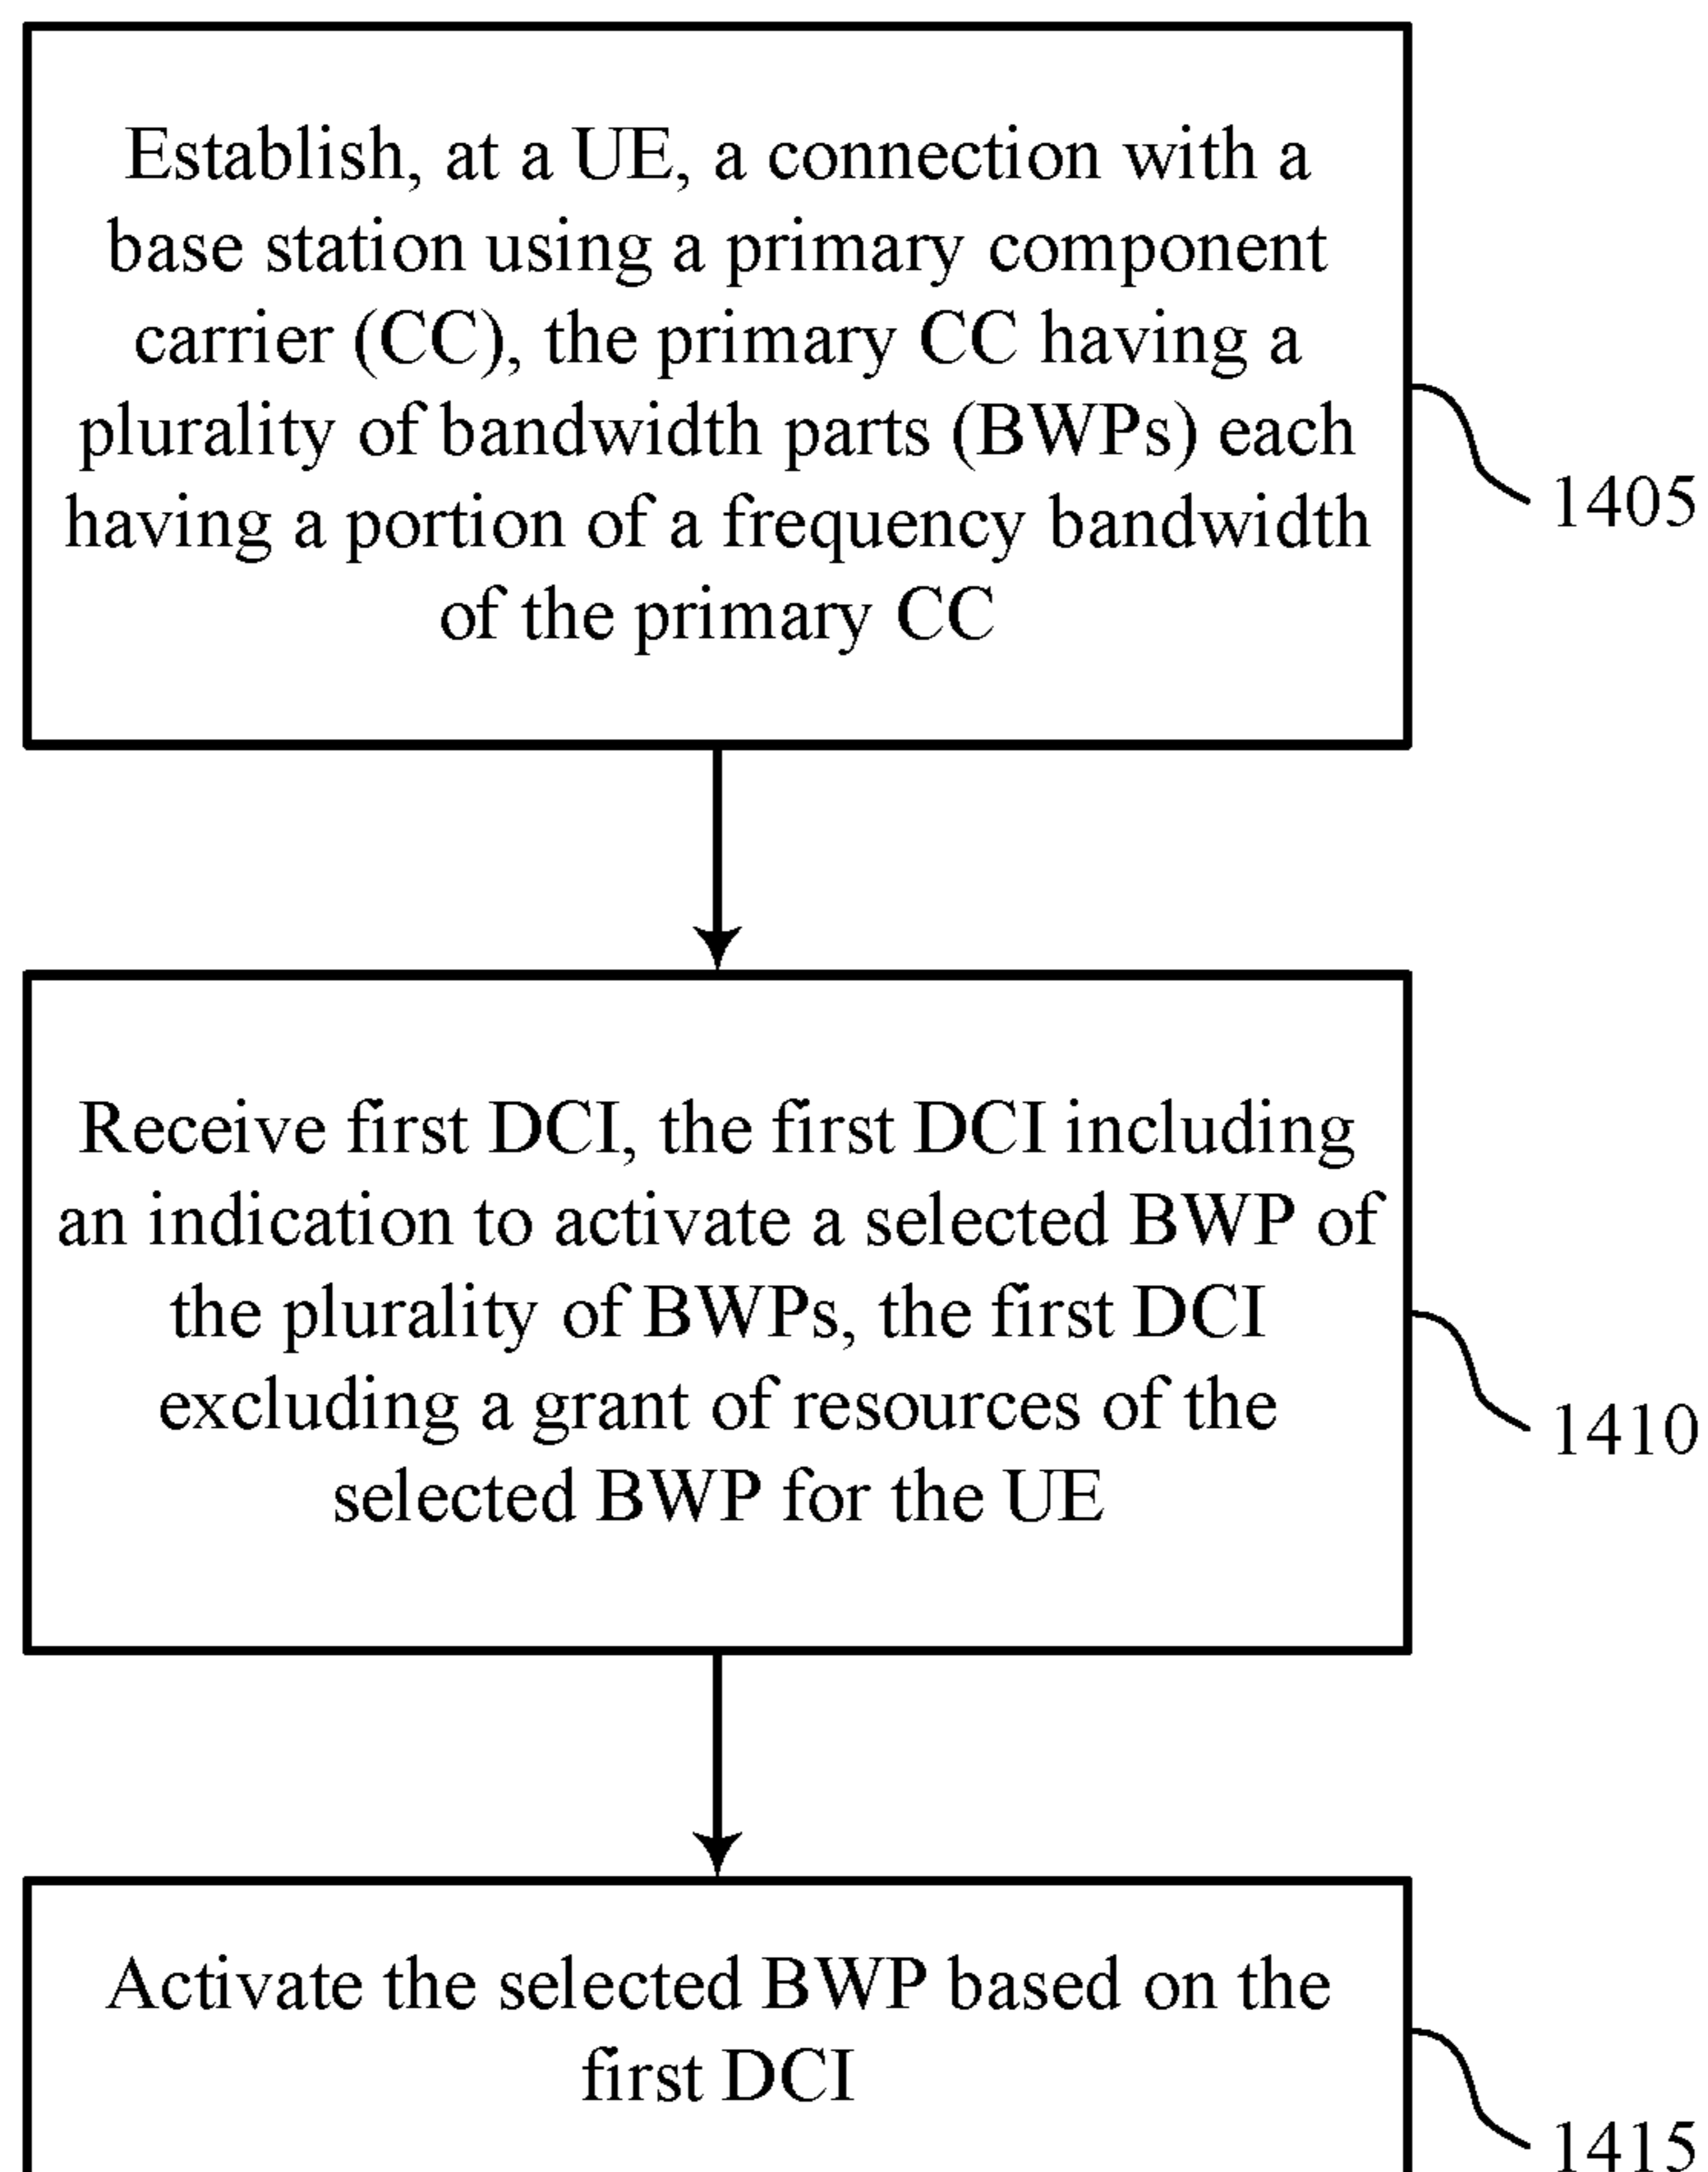 Establish, at a UE, a connection with a
base station using a primary component
carrier (CC), the primary CC having a
plurality of bandwidth parts (BWPs) each
having a portion of a frequency bandwidth
of the primary CC
1405
Receive first DCI, the first DCI including
an indication to activate a selected BWP of
the plurality of BWPs, the first DCI
excluding a grant of resources of the
selected BWP for the UE
1410
Activate the selected BWP based on the
first DCI
1415